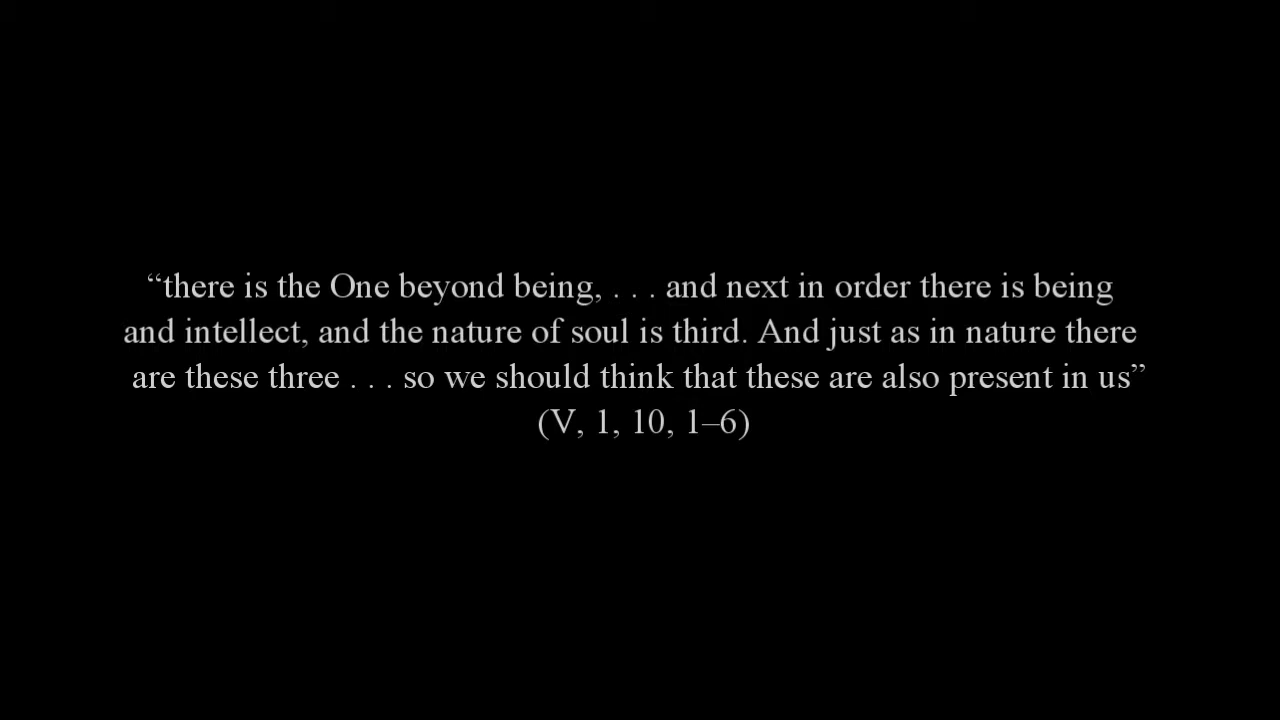 “there is the One beyond being, . . . and next in order there is being
and intellect, and the nature of soul is third. And just as in nature there
are these three . . . so we should think that these are also present in us”
(V, 1, 10, 1–6)